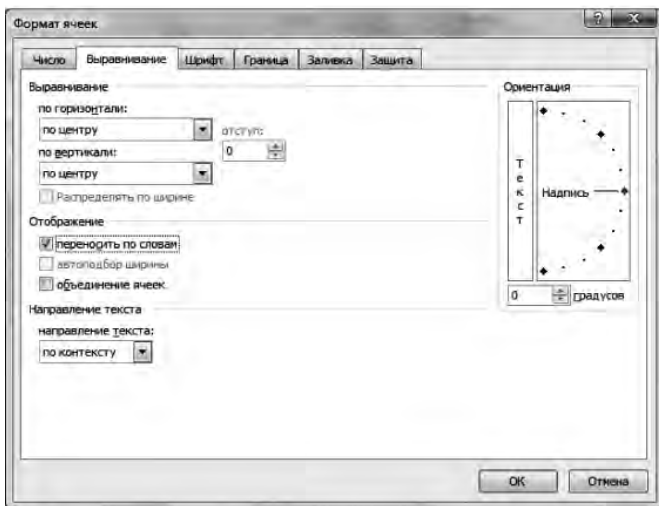 Формат ячеек
Число Выравнивание Шрифт Граница Заливка Защита
Выравнивание
по горизонтали:
по центру
отступ:
0
по вертикали:
по центру
Распределять по ширине
Отображение
переносить по словам
автоподбор ширины
объединение ячеек
Направление текста
направление текста:
по контексту
Ориентация
Текст
Надпись
0 градусов
ОК Отмена